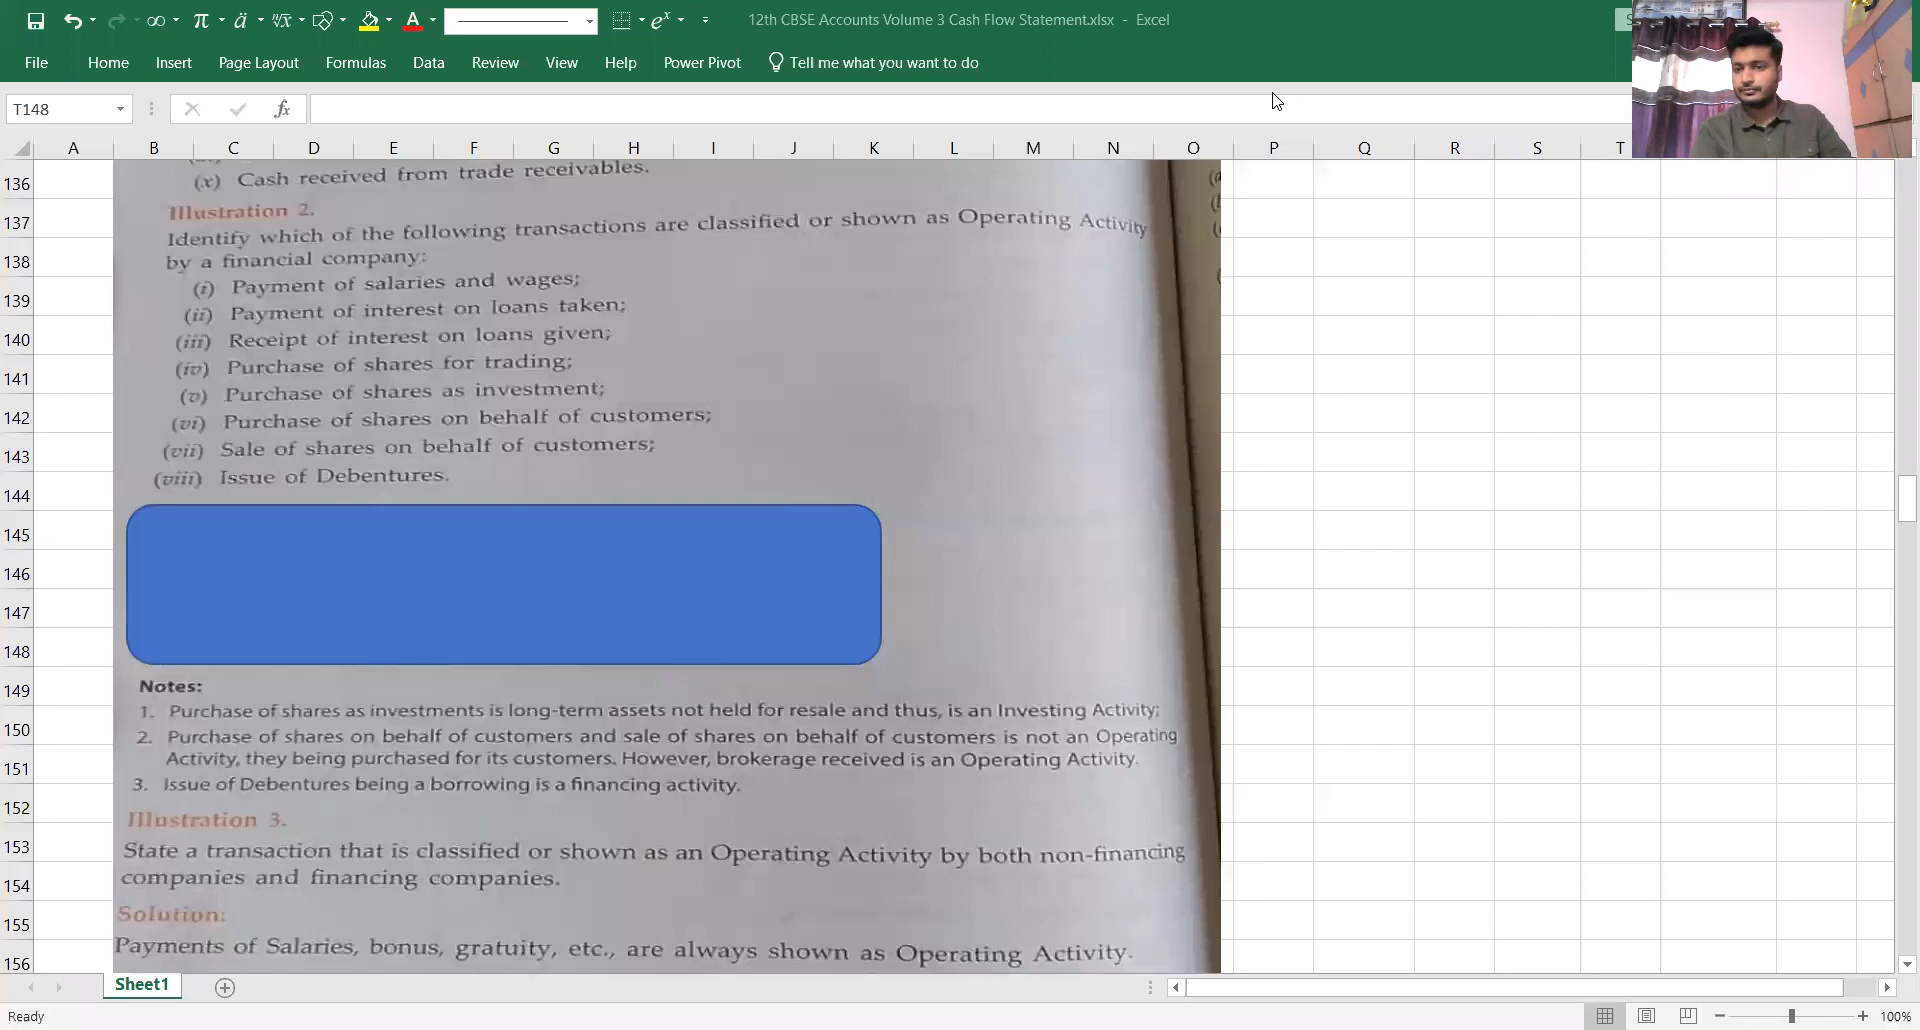 12th CBSE Accounts Volume 3 Cash Flow Statement.xlsx - Excel
File Home Insert Page Layout Formulas Data Review View Help Power Pivot Tell me what you want to do
T148
A B C D E F G H I J K L M N O P Q R S T
136
137
138
139
140
141
142
143
144
145
146
147
148
149
150
151
152
153
154
155
156
(x) Cash received from trade receivables.
Illustration 2.
Identify which of the following transactions are classified or shown as Operating Activity
by a financial company:
(i) Payment of salaries and wages;
(ii) Payment of interest on loans taken;
(iii) Receipt of interest on loans given;
(iv) Purchase of shares for trading;
(v) Purchase of shares as investment;
(vi) Purchase of shares on behalf of customers;
(vii) Sale of shares on behalf of customers;
(viii) Issue of Debentures.
Notes:
1. Purchase of shares as investments is long-term assets not held for resale and thus, is an Investing Activity;
2. Purchase of shares on behalf of customers and sale of shares on behalf of customers is not an Operating
Activity, they being purchased for its customers. However, brokerage received is an Operating Activity.
3. Issue of Debentures being a borrowing is a financing activity.
Illustration 3.
State a transaction that is classified or shown as an Operating Activity by both non-financing
companies and financing companies.
Solution:
Payments of Salaries, bonus, gratuity, etc., are always shown as Operating Activity.
Sheet1
Ready
100%